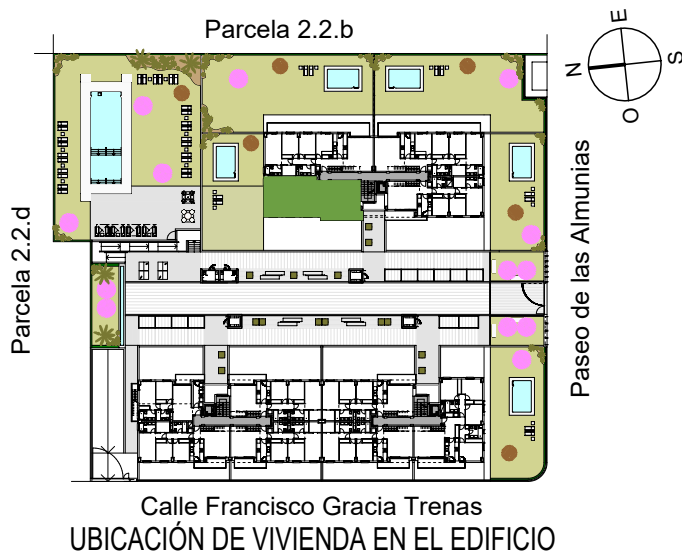 Parcela 2.2.b
E
N
S
O
Parcela 2.2.d
Paseo de las Almunias
Calle Francisco Gracia Trenas
UBICACIÓN DE VIVIENDA EN EL EDIFICIO